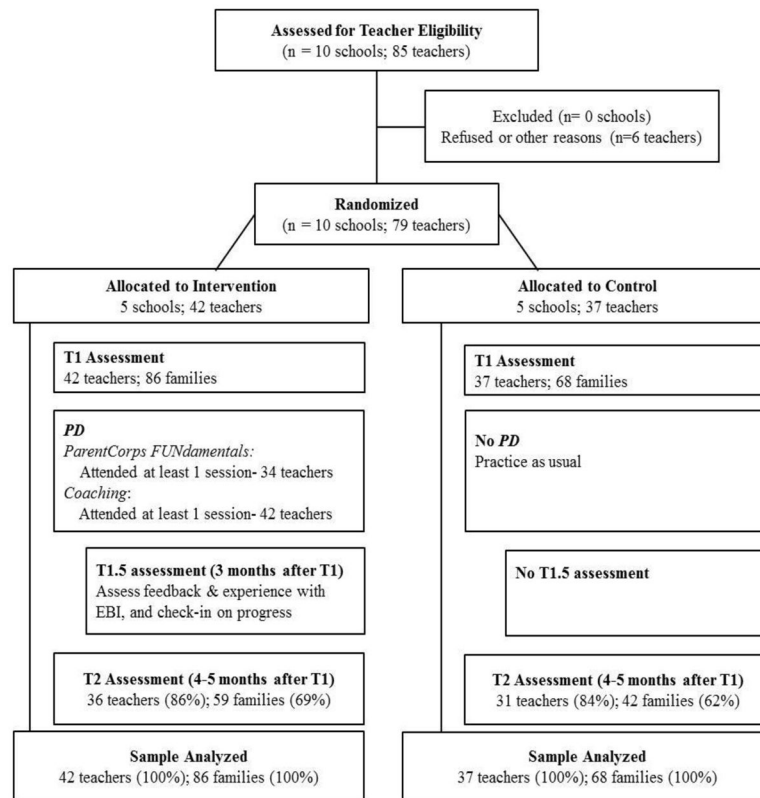 Assessed for Teacher Eligibility
(n = 10 schools; 85 teachers)
Excluded (n= 0 schools)
Refused or other reasons (n=6 teachers)
Randomized
(n = 10 schools; 79 teachers)
Allocated to Intervention
5 schools; 42 teachers
Allocated to Control
5 schools; 37 teachers
T1 Assessment
42 teachers; 86 families
T1 Assessment
37 teachers; 68 families
PD
ParentCorps FUNdamentals:
Attended at least 1 session- 34 teachers
Coaching:
Attended at least 1 session- 42 teachers
No PD
Practice as usual
T1.5 assessment (3 months after T1)
Assess feedback & experience with
EBI, and check-in on progress
No T1.5 assessment
T2 Assessment (4-5 months after T1)
36 teachers (86%); 59 families (69%)
T2 Assessment (4-5 months after T1)
31 teachers (84%); 42 families (62%)
Sample Analyzed
42 teachers (100%); 86 families (100%)
Sample Analyzed
37 teachers (100%); 68 families (100%)